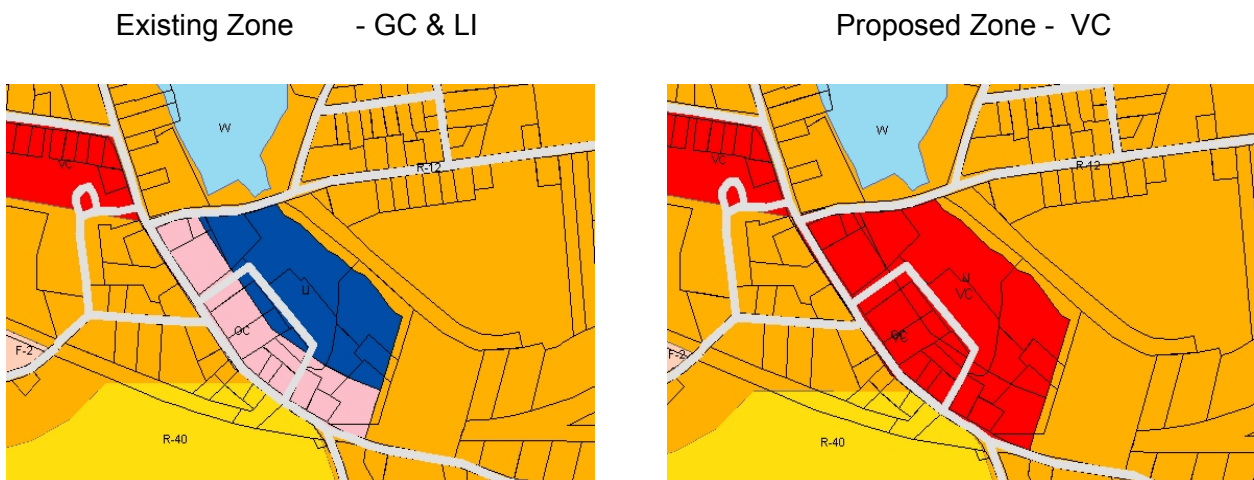 Existing Zone - GC & LI
Proposed Zone - VC
W
R-12
VC
LI
GC
F-2
R-40
W
R-12
VC
LI
VC
GC
F-2
R-40